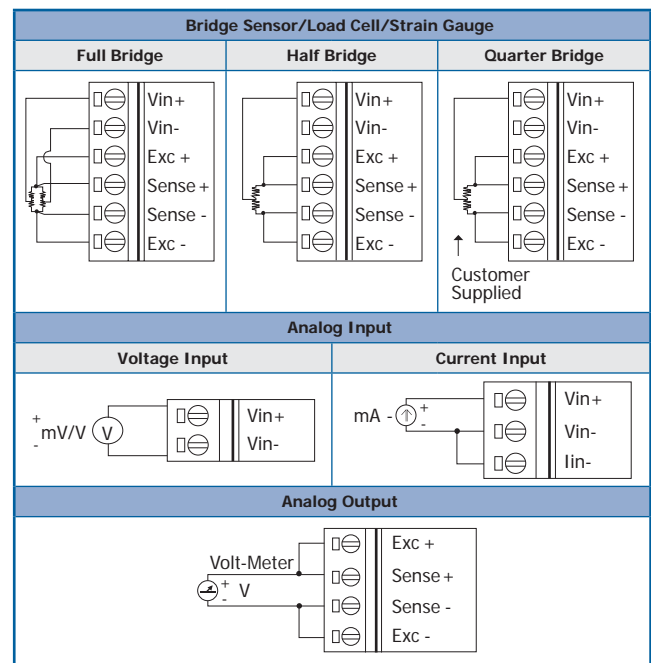 Bridge Sensor/Load Cell/Strain Gauge
Full Bridge
Half Bridge
Quarter Bridge
Vin+
Vin-
Exc +
Sense +
Sense -
Exc -
Vin+
Vin-
Exc +
Sense +
Sense -
Exc -
Vin+
Vin-
Exc +
Sense +
Sense -
Exc -
Customer
Supplied
Analog Input
Voltage Input
Current Input
+
- mV/V
V
Vin+
Vin-
mA -
+
-
Vin+
Vin-
Iin-
Analog Output
Volt-Meter
+
- V
Exc +
Sense +
Sense -
Exc -